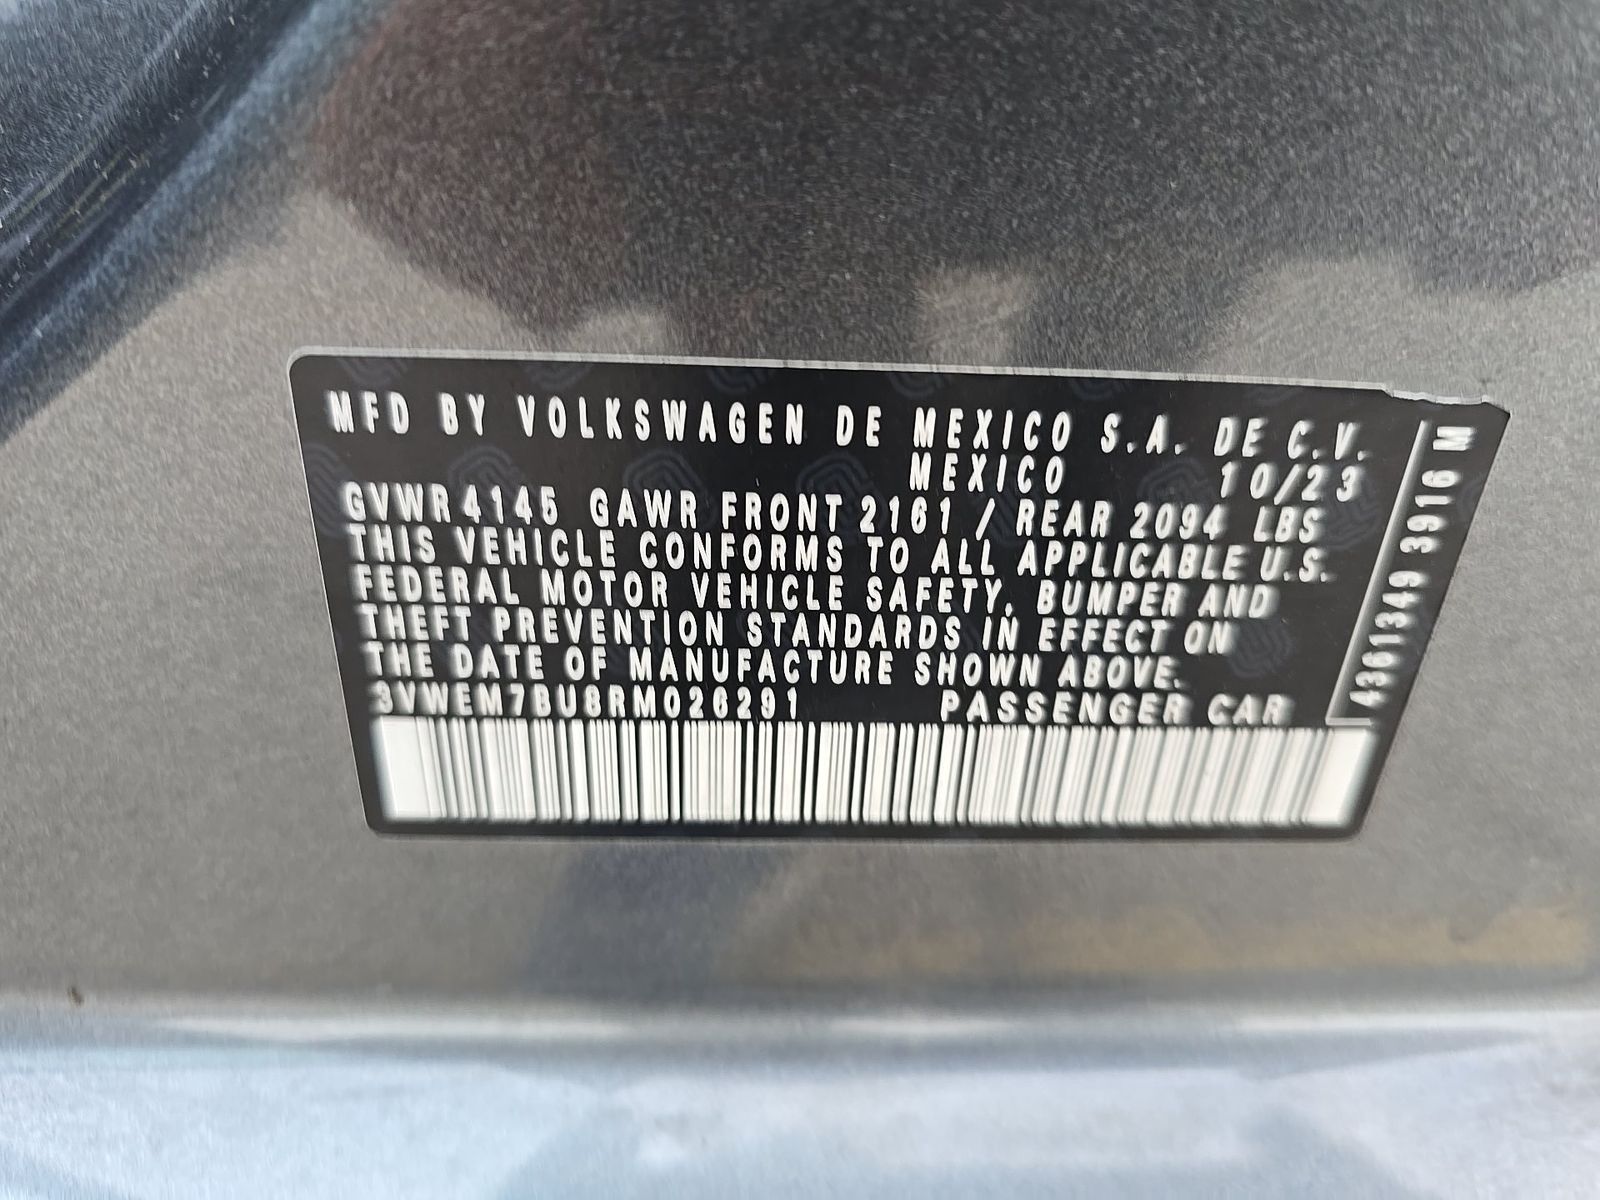 MFD BY VOLKSWAGEN DE MEXICO S.A. DE C.V.
MEXICO 10/23
GVWR 4145 GAWR FRONT 2161 / REAR 2094 LBS
THIS VEHICLE CONFORMS TO ALL APPLICABLE U.S.
FEDERAL MOTOR VEHICLE SAFETY, BUMPER AND
THEFT PREVENTION STANDARDS IN EFFECT ON
THE DATE OF MANUFACTURE SHOWN ABOVE.
3VWEM7BU8RM026291 PASSENGER CAR
4361349 3916 M